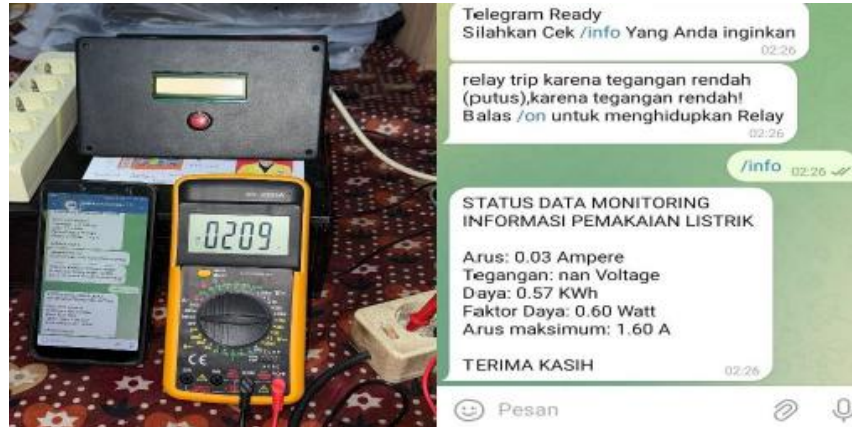 0209
CE
Telegram Ready
Silahkan Cek /info Yang Anda inginkan
02:26
relay trip karena tegangan rendah
(putus),karena tegangan rendah!
Balas /on untuk menghidupkan Relay
02:26
/info 02:26
STATUS DATA MONITORING
INFORMASI PEMAKAIAN LISTRIK
Arus: 0.03 Ampere
Tegangan: nan Voltage
Daya: 0.57 KWh
Faktor Daya: 0.60 Watt
Arus maksimum: 1.60 A
TERIMA KASIH
02:26
Pesan